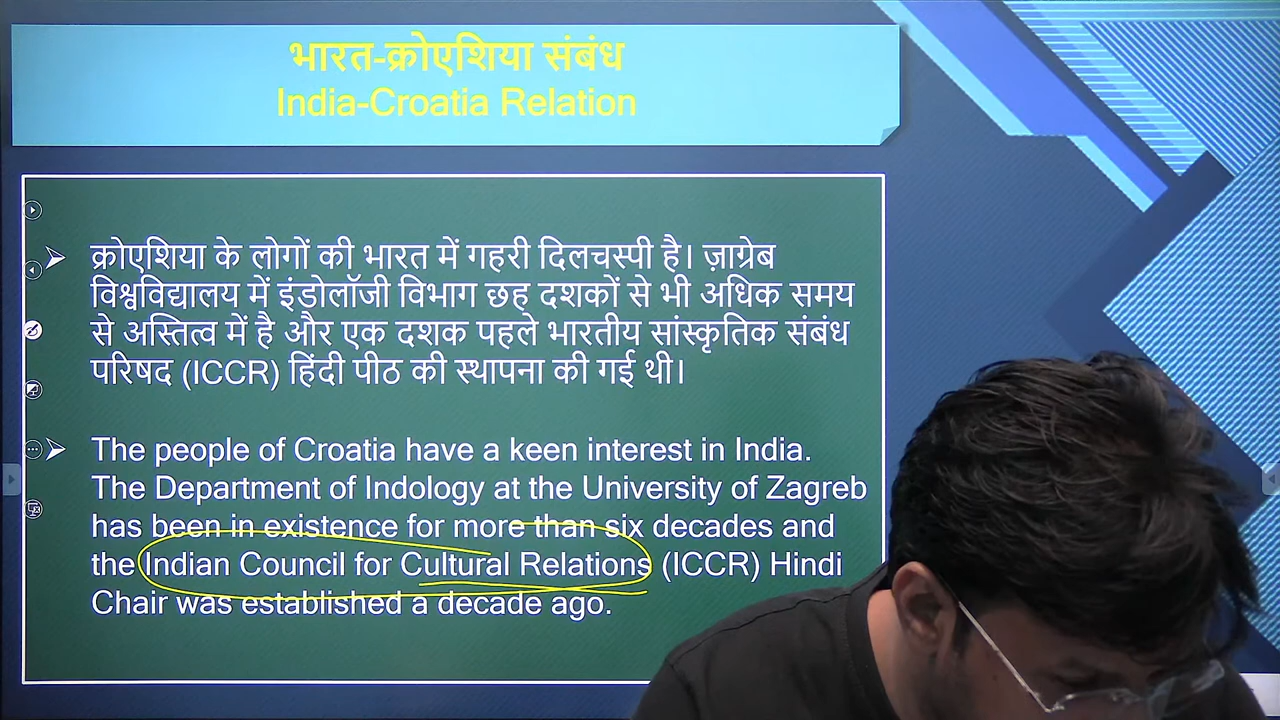 भारत-क्रोएशिया संबंध
India-Croatia Relation
क्रोएशिया के लोगों की भारत में गहरी दिलचस्पी है। ज़ाग्रेब
विश्वविद्यालय में इंडोलॉजी विभाग छह दशकों से भी अधिक समय
से अस्तित्व में है और एक दशक पहले भारतीय सांस्कृतिक संबंध
परिषद (ICCR) हिंदी पीठ की स्थापना की गई थी।
The people of Croatia have a keen interest in India.
The Department of Indology at the University of Zagreb
has been in existence for more than six decades and
the Indian Council for Cultural Relations (ICCR) Hindi
Chair was established a decade ago.